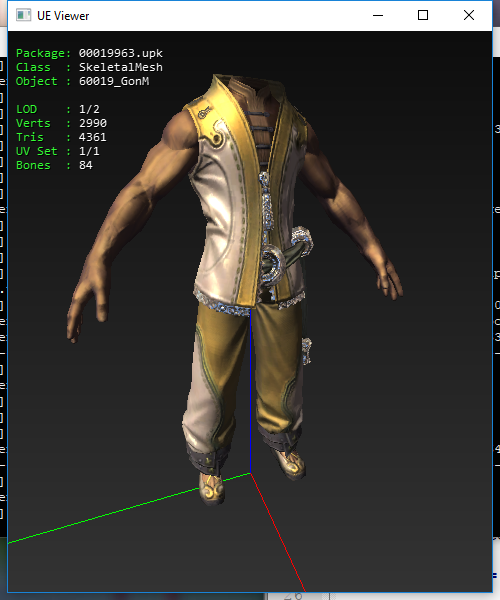 UE Viewer
Package: 00019963.upk
Class : SkeletalMesh
Object : 60019_GonM
LOD : 1/2
Verts : 2990
Tris : 4361
UV Set : 1/1
Bones : 84